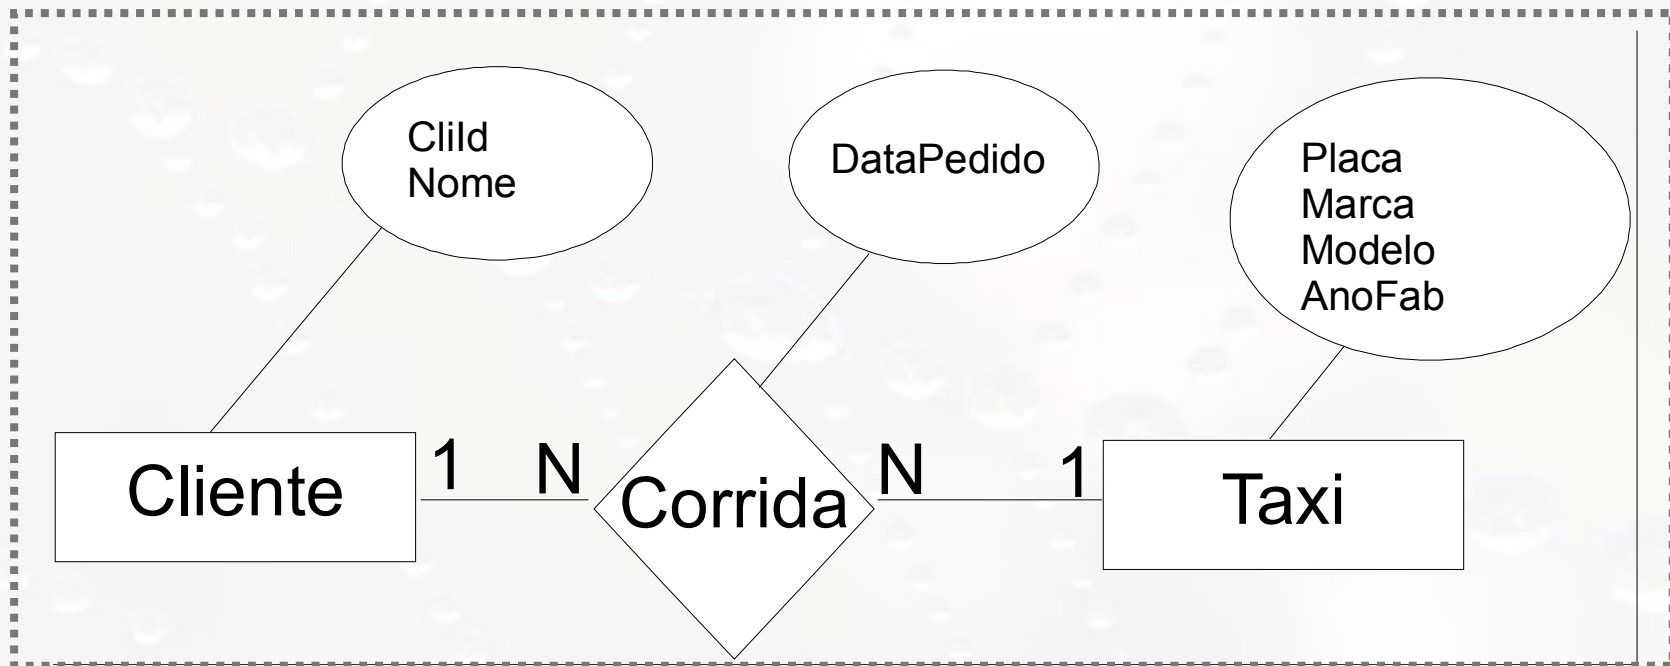 CliId
Nome
DataPedido
Placa
Marca
Modelo
AnoFab
Cliente
1
N
Corrida
N
1
Taxi